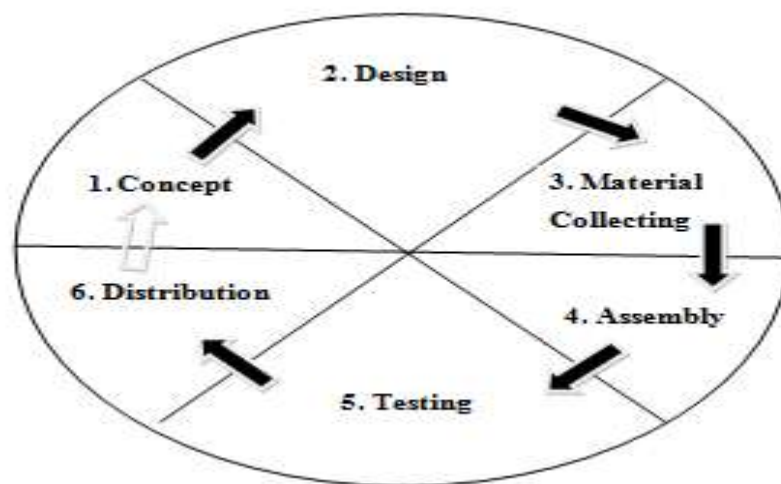 1. Concept
2. Design
3. Material
Collecting
4. Assembly
5. Testing
6. Distribution